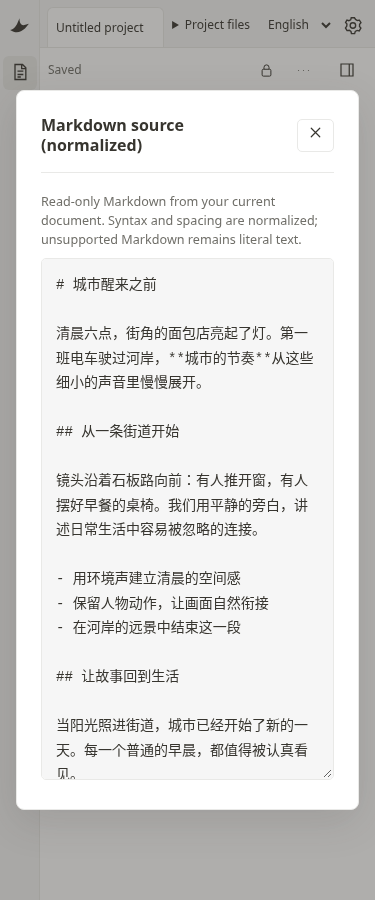 Untitled project
Project files
English
Saved
...
Markdown source
(normalized)
Read-only Markdown from your current
document. Syntax and spacing are normalized;
unsupported Markdown remains literal text.
# 城市醒来之前
清晨六点，街角的面包店亮起了灯。第一
班电车驶过河岸，**城市的节奏**从这些
细小的声音里慢慢展开。
## 从一条街道开始
镜头沿着石板路向前：有人推开窗，有人
摆好早餐的桌椅。我们用平静的旁白，讲
述日常生活中容易被忽略的连接。
- 用环境声建立清晨的空间感
- 保留人物动作，让画面自然衔接
- 在河岸的远景中结束这一段
## 让故事回到生活
当阳光照进街道，城市已经开始了新的一
天。每一个普通的早晨，都值得被认真看
见。